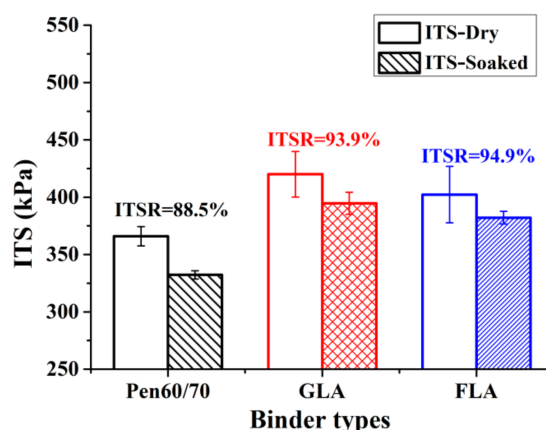 550
500
450
400
350
300
250
ITS (kPa)
ITS-Dry
ITS-Soaked
ITSR=88.5%
ITSR=93.9%
ITSR=94.9%
Pen60/70
GLA
FLA
Binder types